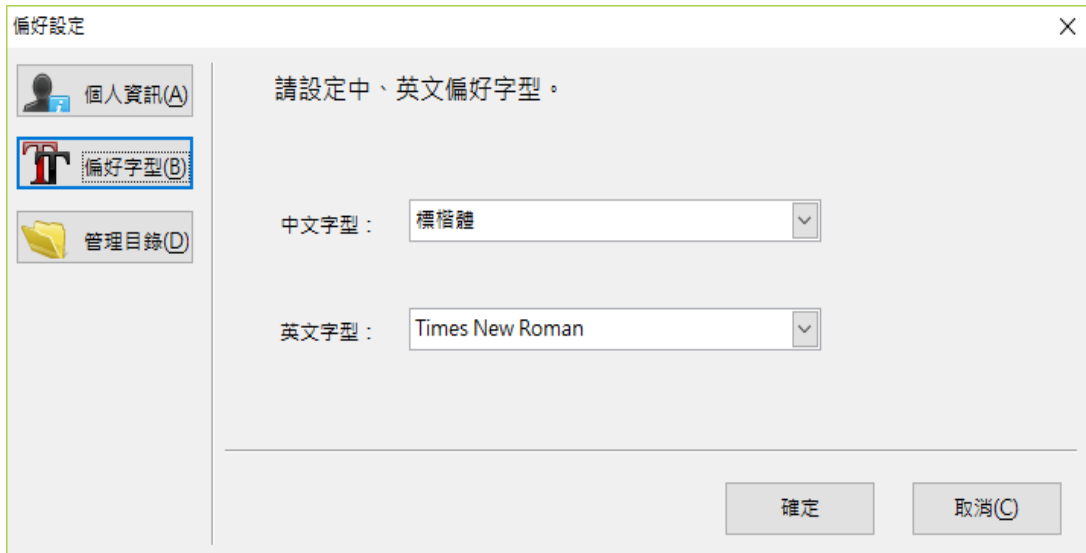 偏好設定
個人資訊(A)
偏好字型(B)
管理目錄(D)
請設定中、英文偏好字型。
中文字型：
標楷體
英文字型：
Times New Roman
確定
取消(C)